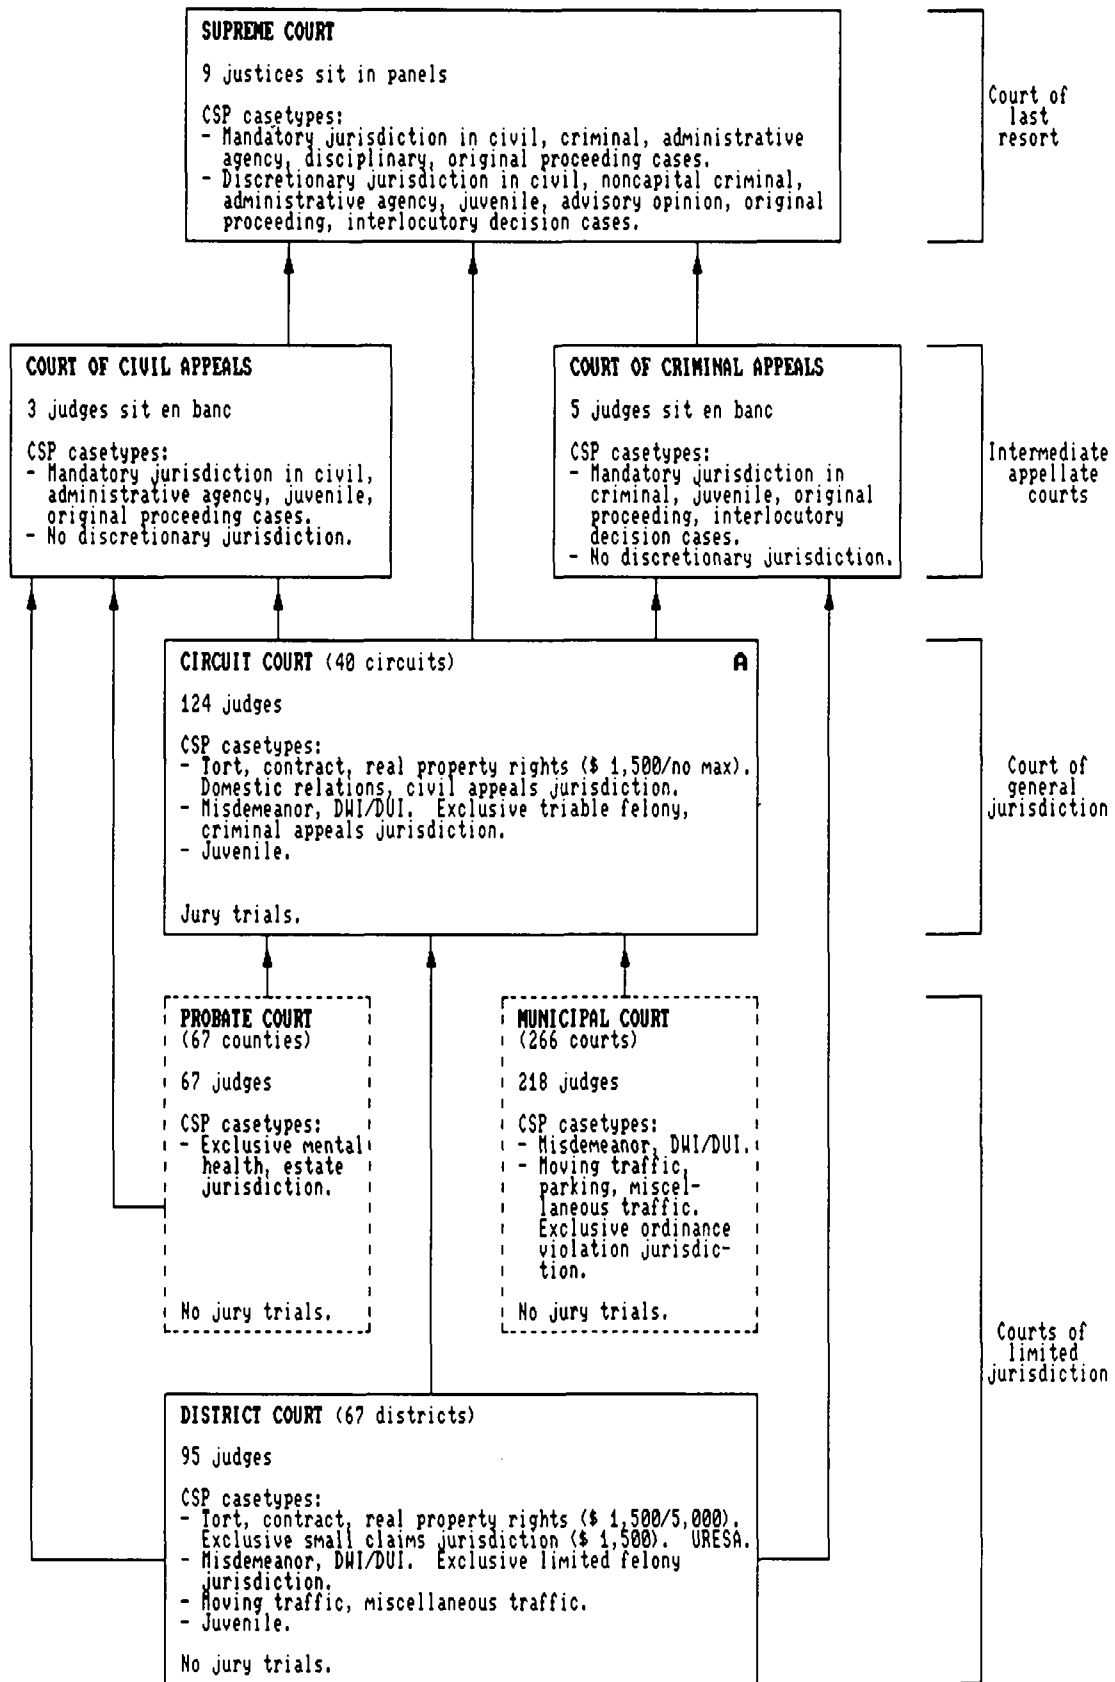 SUPREME COURT
9 justices sit in panels
CSP casetypes:
- Mandatory jurisdiction in civil, criminal, administrative
agency, disciplinary, original proceeding cases.
- Discretionary jurisdiction in civil, noncapital criminal,
administrative agency, juvenile, advisory opinion, original
proceeding, interlocutory decision cases.
Court of
last
resort
COURT OF CIVIL APPEALS
3 judges sit en banc
CSP casetypes:
- Mandatory jurisdiction in civil,
administrative agency, juvenile,
original proceeding cases.
- No discretionary jurisdiction.
COURT OF CRIMINAL APPEALS
5 judges sit en banc
CSP casetypes:
- Mandatory jurisdiction in
criminal, juvenile, original
proceeding, interlocutory
decision cases.
- No discretionary jurisdiction.
Intermediate
appellate
courts
CIRCUIT COURT (40 circuits) A
124 judges
CSP casetypes:
- Tort, contract, real property rights ($ 1,500/no max).
Domestic relations, civil appeals jurisdiction.
- Misdemeanor, DWI/DUI. Exclusive triable felony,
criminal appeals jurisdiction.
- Juvenile.
Jury trials.
Court of
general
jurisdiction
PROBATE COURT
(67 counties)
67 judges
CSP casetypes:
- Exclusive mental
health, estate
jurisdiction.
No jury trials.
MUNICIPAL COURT
(266 courts)
218 judges
CSP casetypes:
- Misdemeanor, DWI/DUI.
- Moving traffic,
parking, miscel-
laneous traffic.
Exclusive ordinance
violation jurisdic-
tion.
No jury trials.
Courts of
limited
jurisdiction
DISTRICT COURT (67 districts)
95 judges
CSP casetypes:
- Tort, contract, real property rights ($ 1,500/5,000).
Exclusive small claims jurisdiction ($ 1,500). URESA.
- Misdemeanor, DWI/DUI. Exclusive limited felony
jurisdiction.
- Moving traffic, miscellaneous traffic.
- Juvenile.
No jury trials.